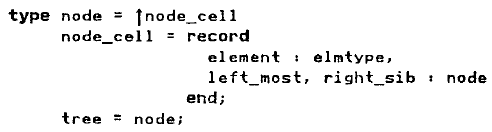 type node = ↑node_cell
node_cell = record
element : elmtype,
left_most, right_sib : node
end;
tree = node;